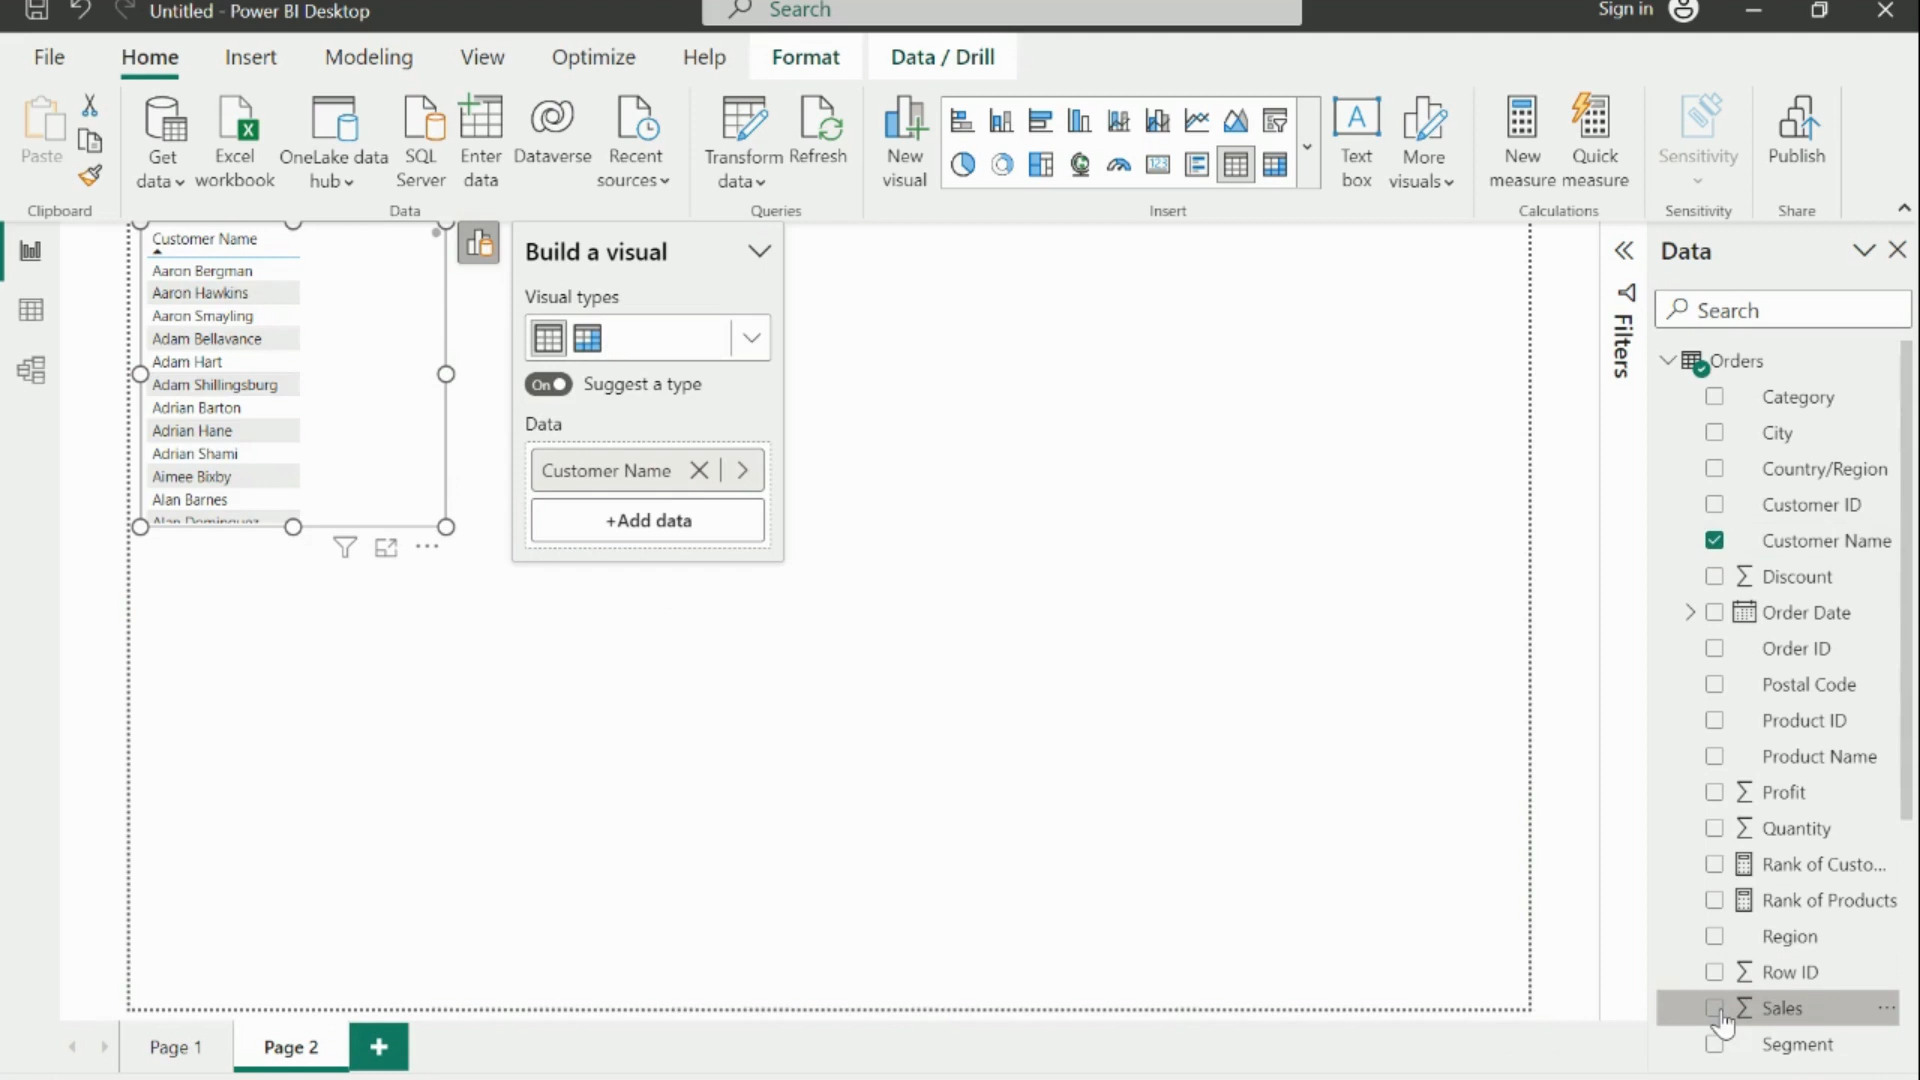 Untitled - Power BI Desktop
Search
Sign in
File
Home
Insert
Modeling
View
Optimize
Help
Format
Data / Drill
Paste
Get data
Excel workbook
OneLake data hub
SQL Server
Enter data
Dataverse
Recent sources
Transform data
Refresh
New visual
123
A
Text box
More visuals
New measure
Quick measure
Sensitivity
Publish
Clipboard
Data
Queries
Insert
Calculations
Sensitivity
Share
Customer Name
Aaron Bergman
Aaron Hawkins
Aaron Smayling
Adam Bellavance
Adam Hart
Adam Shillingsburg
Adrian Barton
Adrian Hane
Adrian Shami
Aimee Bixby
Alan Barnes
Alan Dominguez
Build a visual
Visual types
On
Suggest a type
Data
Customer Name
+Add data
Filters
Data
Search
Orders
Category
City
Country/Region
Customer ID
Customer Name
Discount
Order Date
Order ID
Postal Code
Product ID
Product Name
Profit
Quantity
Rank of Custo...
Rank of Products
Region
Row ID
Sales
Segment
Page 1
Page 2